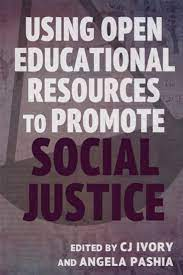 USING OPEN
EDUCATIONAL
RESOURCES
TO PROMOTE
SOCIAL
JUSTICE
EDITED BY CJ IVORY
AND ANGELA PASHIA